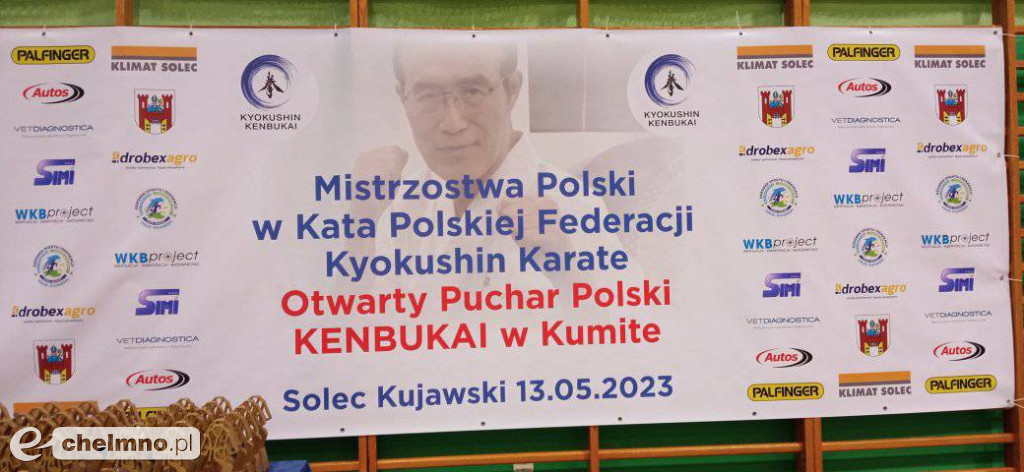 PALFINGER
KLIMAT SOLEC
Autos
VETDIAGNOSTICA
drobexagro
SIMI
WKBproject
WKBproject
drobexagro
SIMI
VETDIAGNOSTICA
Autos
PALFINGER
KYOKUSHIN
KENBUKAI
KYOKUSHIN
KENBUKAI
Mistrzostwa Polski
w Kata Polskiej Federacji
Kyokushin Karate
Otwarty Puchar Polski
KENBUKAI w Kumite
Solec Kujawski 13.05.2023
KLIMAT SOLEC
PALFINGER
KLIMAT SOLEC
Autos
VETDIAGNOSTICA
drobexagro
drobexagro
SIMI
WKBproject
WKBproject
WKBproject
SIMI
SIMI
drobexagro
VETDIAGNOSTICA
VETDIAGNOSTICA
Autos
Autos
PALFINGER
KLIMAT SOLEC
PALFINGER
e-chelmno.pl